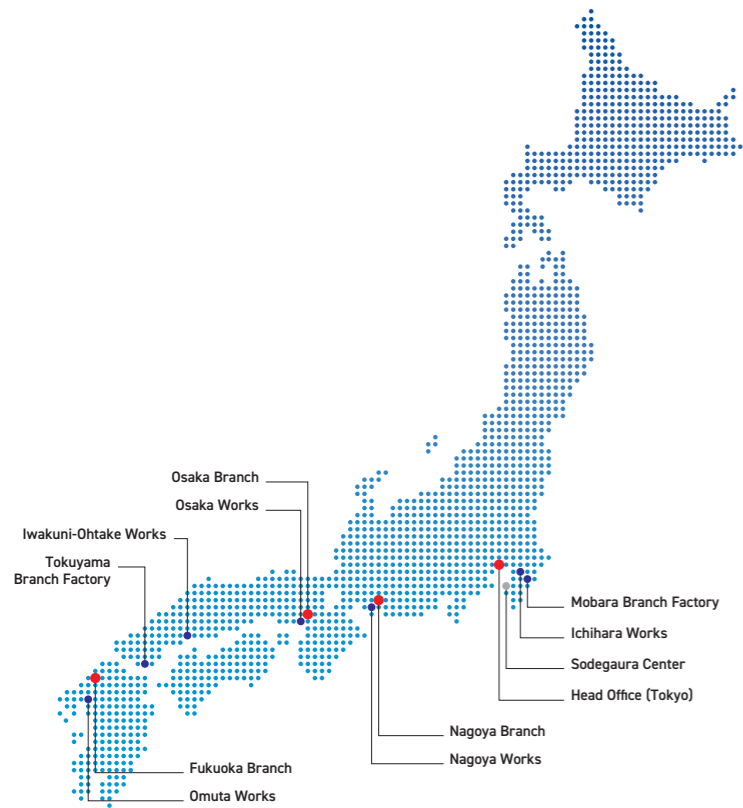 Osaka Branch
Osaka Works
Iwakuni-Ohtake Works
Tokuyama
Branch Factory
Mobara Branch Factory
Ichihara Works
Sodegaura Center
Head Office (Tokyo)
Nagoya Branch
Nagoya Works
Fukuoka Branch
Omuta Works